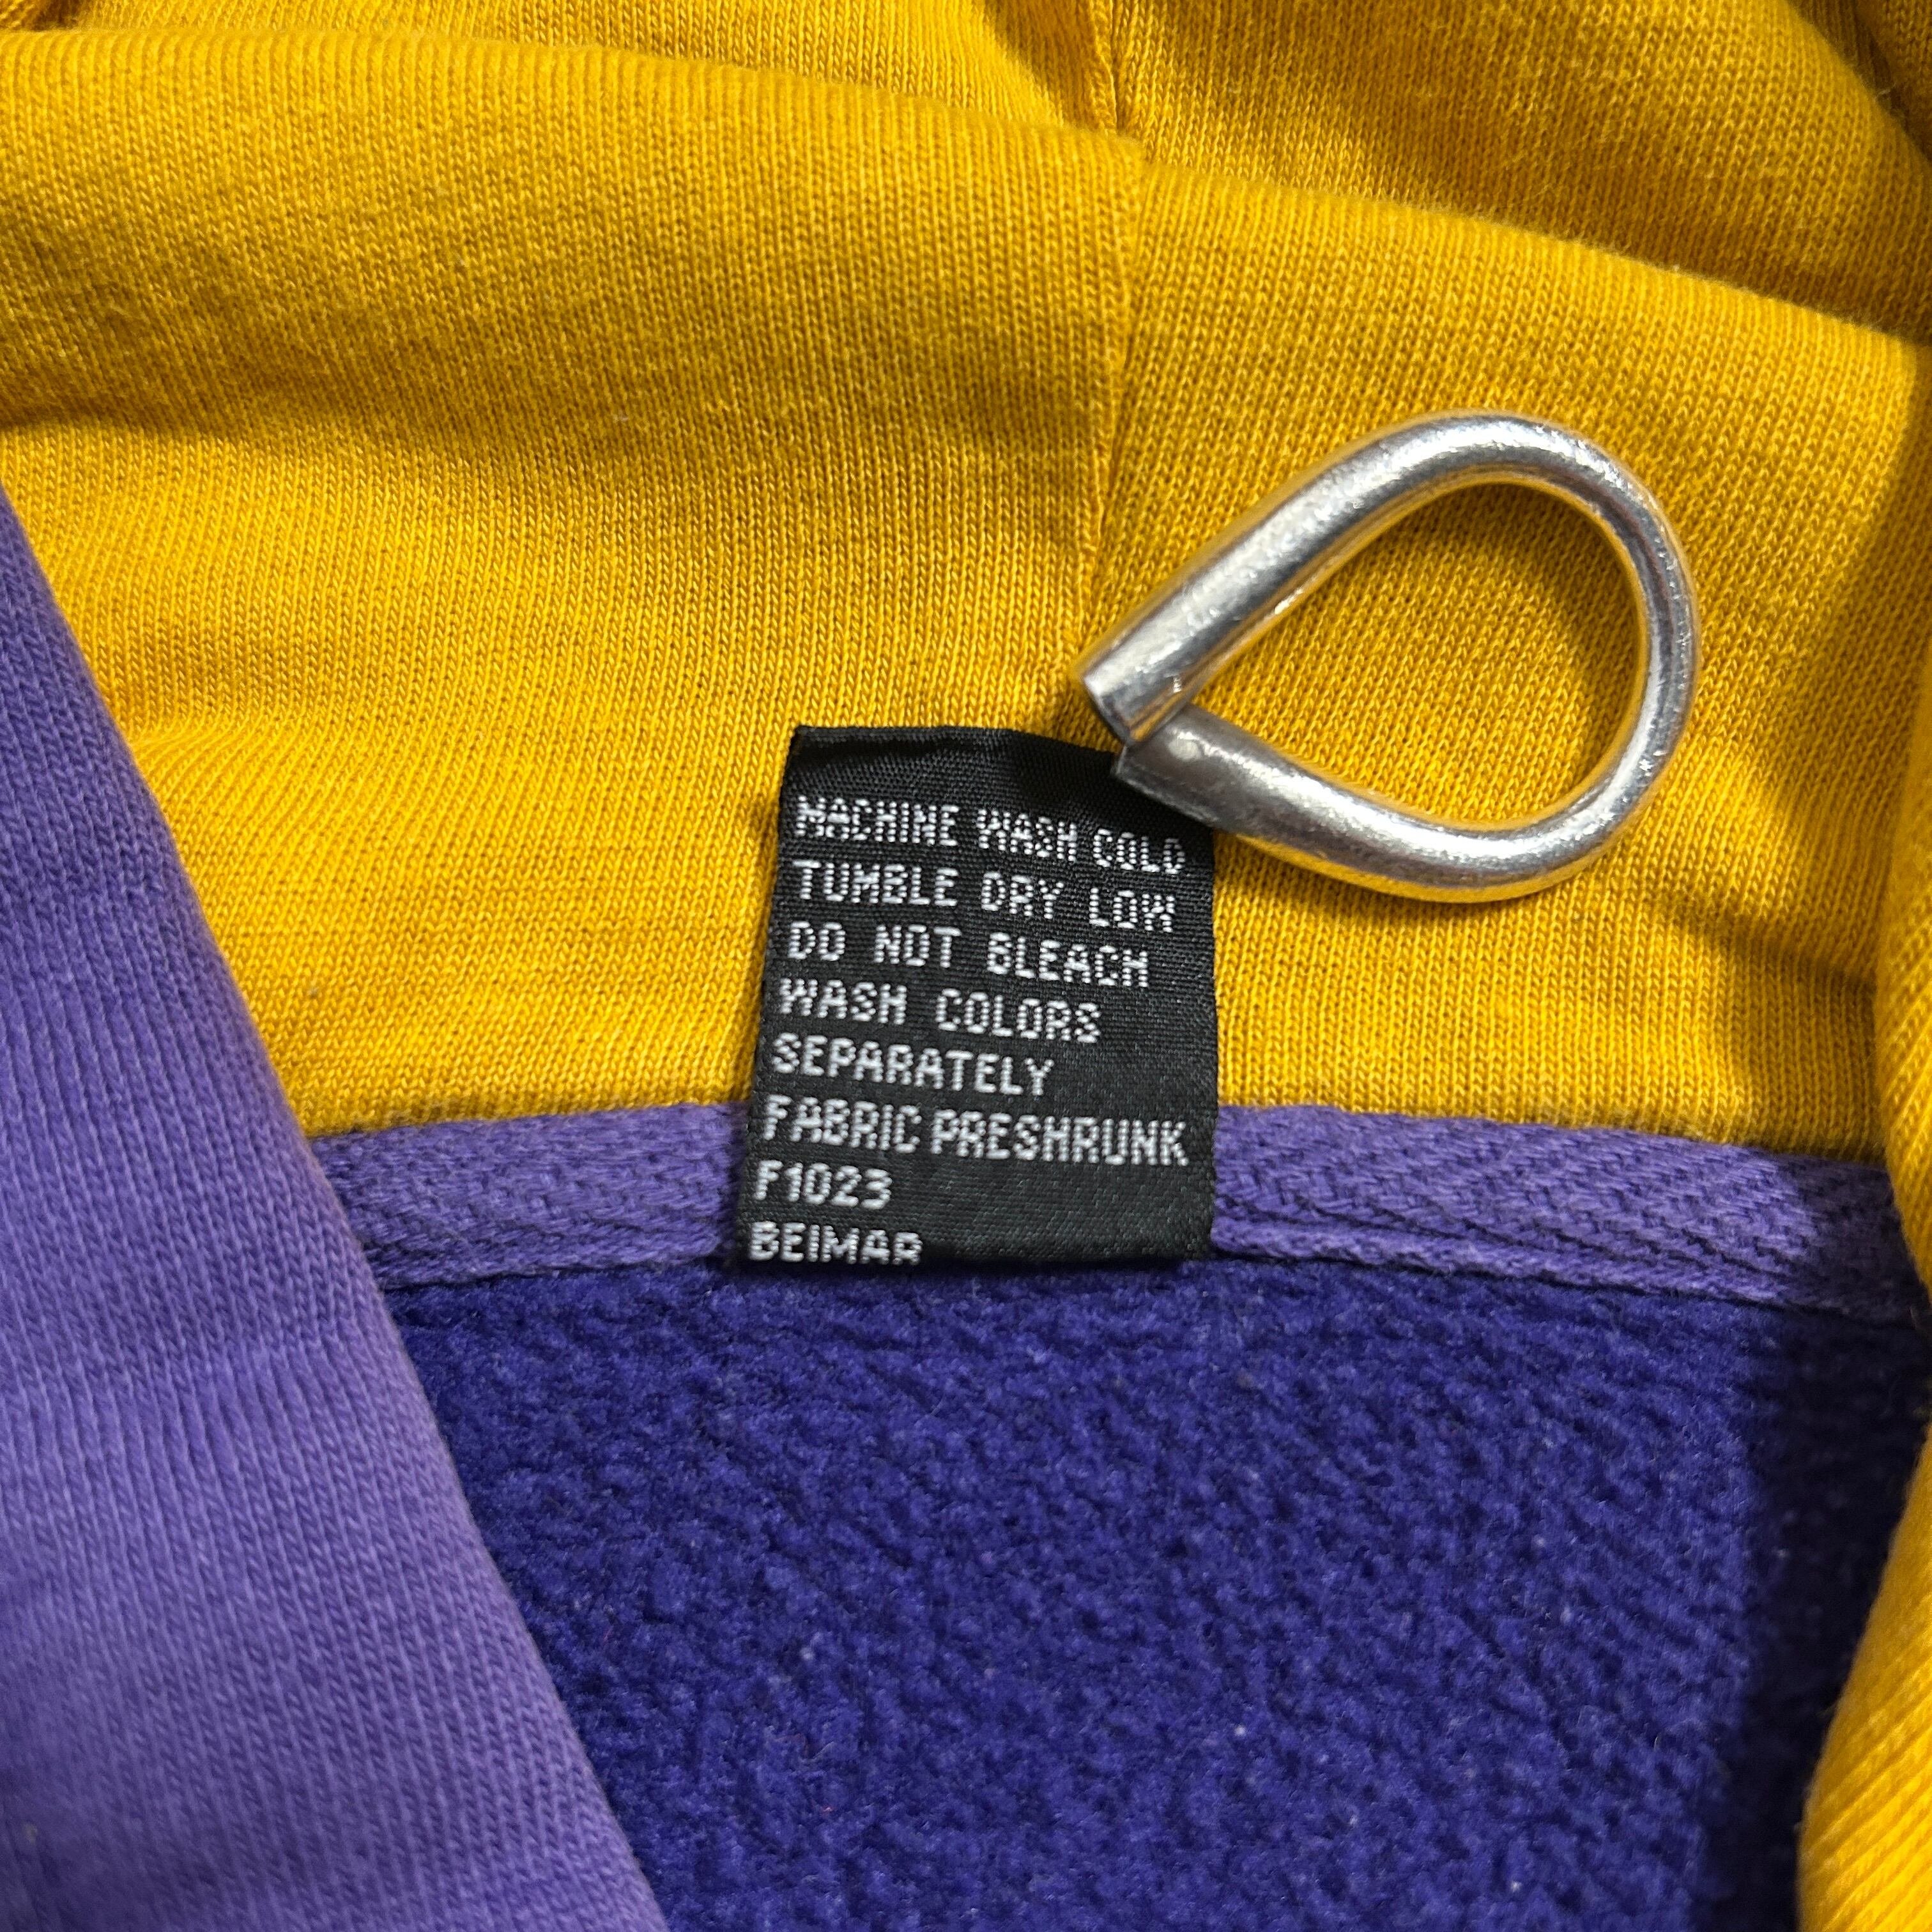 MACHINE WASH COLD
TUMBLE DRY LOW
DO NOT BLEACH
WASH COLORS
SEPARATELY
FABRIC PRESHRUNK
F1023
BEIMAR